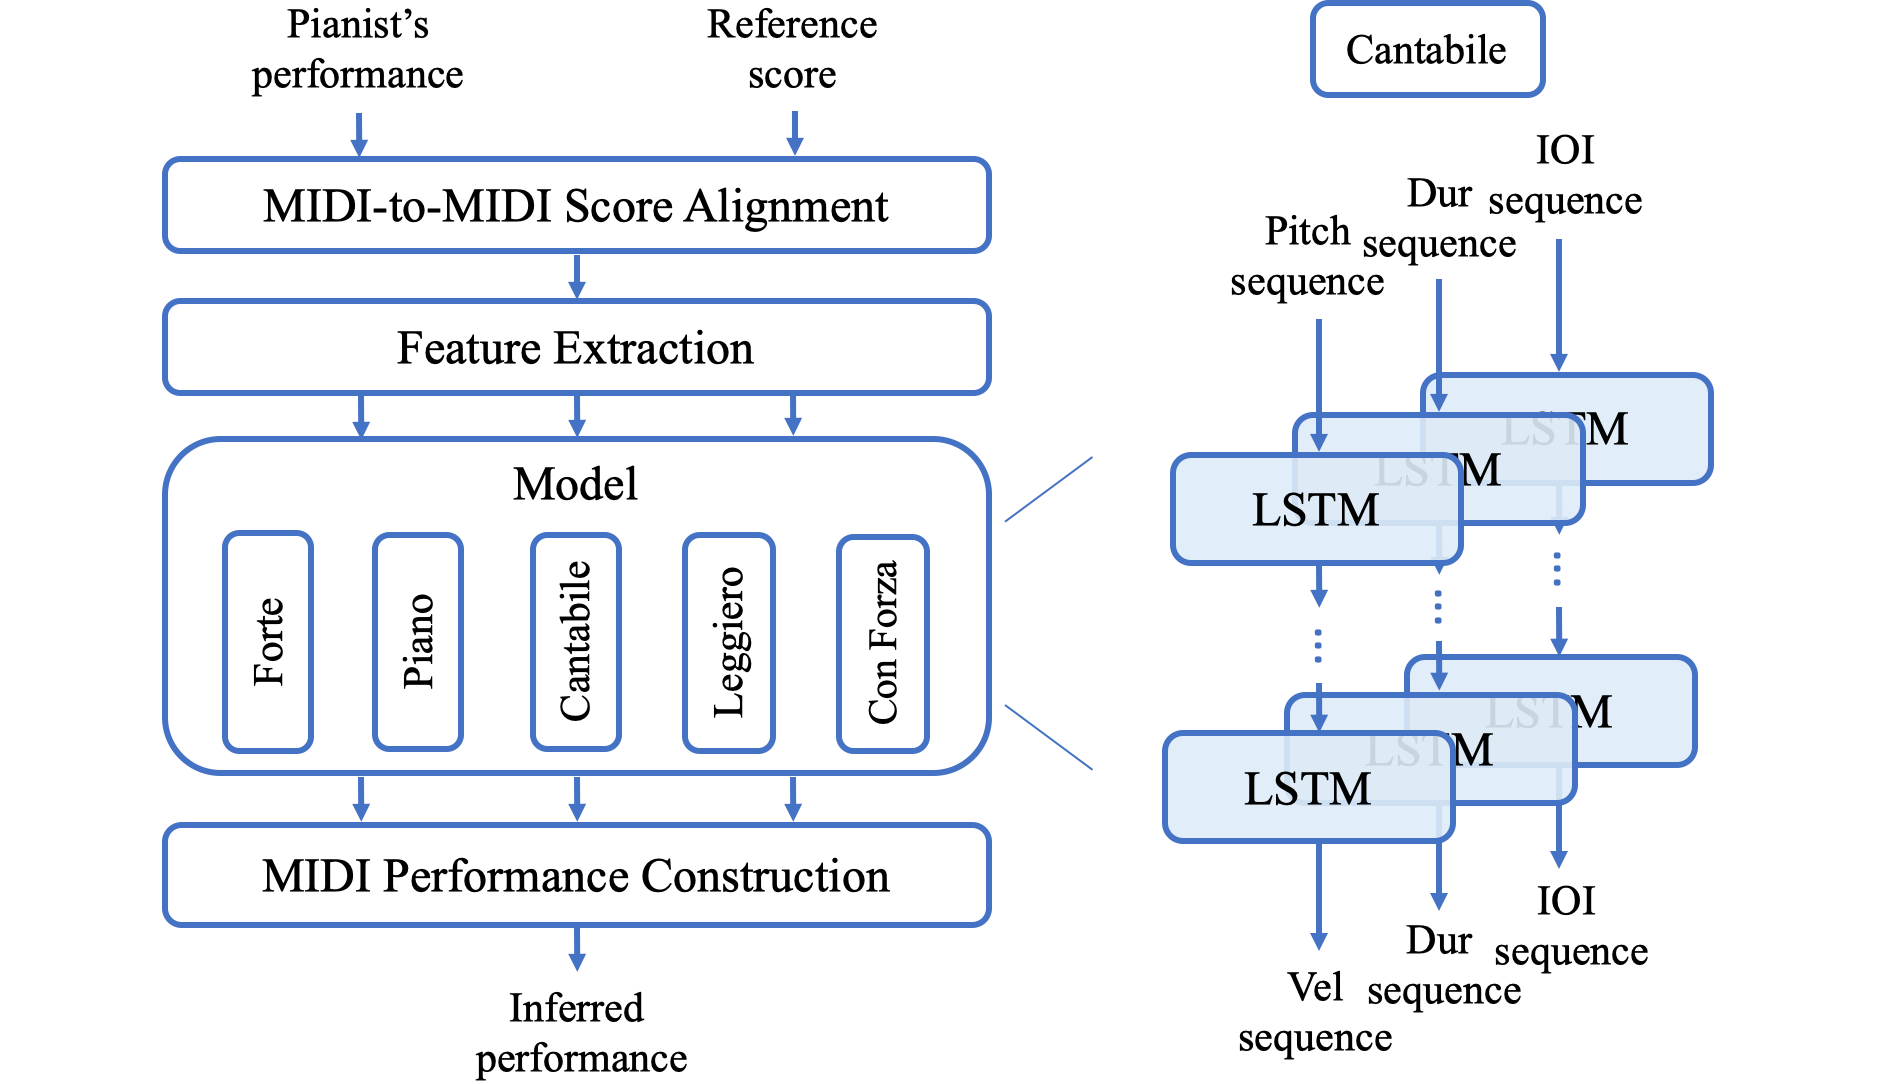 Pianist’s
performance
Reference
score
MIDI-to-MIDI Score Alignment
Feature Extraction
Model
Forte
Piano
Cantabile
Leggiero
Con Forza
MIDI Performance Construction
Inferred
performance
Cantabile
IOI
sequence
Dur
sequence
Pitch
sequence
LSTM
LSTM
LSTM
LSTM
LSTM
LSTM
IOI
sequence
Dur
sequence
Vel
sequence